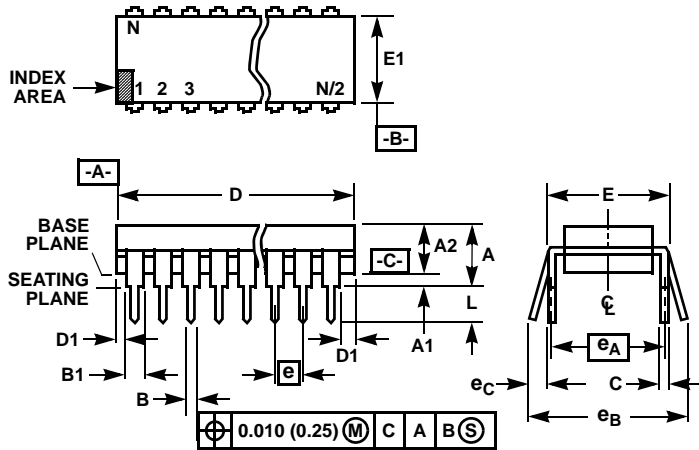 N
INDEX
AREA
1 2 3 N/2
E1
-B-
-A-
D
E
BASE
PLANE
A2
A
-C-
SEATING
PLANE
L
D1
A1
D1
B1
e
B
℄
eA
eC
C
eB
⌖ 0.010 (0.25) Ⓜ C A B Ⓢ